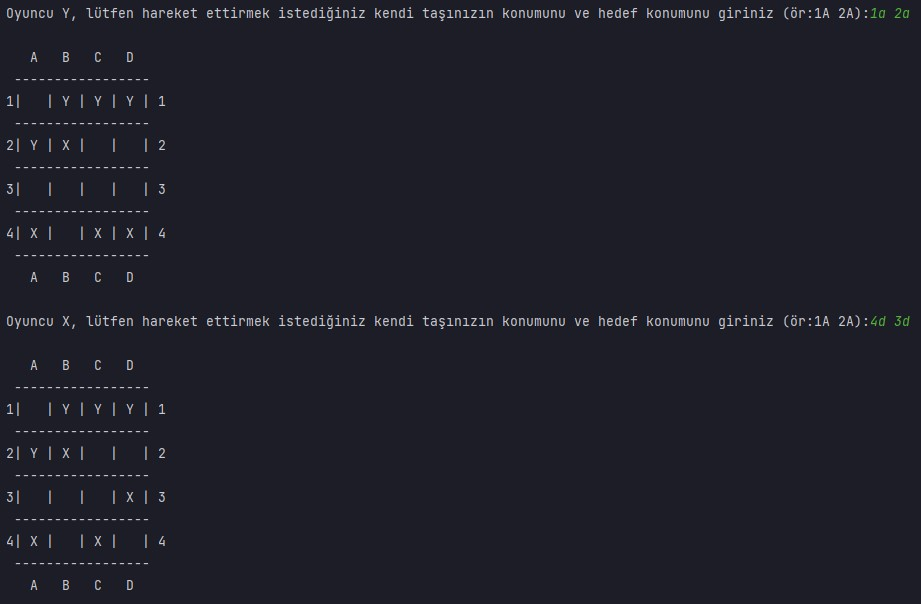 Oyuncu Y, lütfen hareket ettirmek istediğiniz kendi taşınızın konumunu ve hedef konumunu giriniz (ör:1A 2A):1a 2a
   A   B   C   D
 -----------------
1|   | Y | Y | Y | 1
 -----------------
2| Y | X |   |   | 2
 -----------------
3|   |   |   |   | 3
 -----------------
4| X |   | X | X | 4
 -----------------
   A   B   C   D
Oyuncu X, lütfen hareket ettirmek istediğiniz kendi taşınızın konumunu ve hedef konumunu giriniz (ör:1A 2A):4d 3d
   A   B   C   D
 -----------------
1|   | Y | Y | Y | 1
 -----------------
2| Y | X |   |   | 2
 -----------------
3|   |   |   | X | 3
 -----------------
4| X |   | X |   | 4
 -----------------
   A   B   C   D